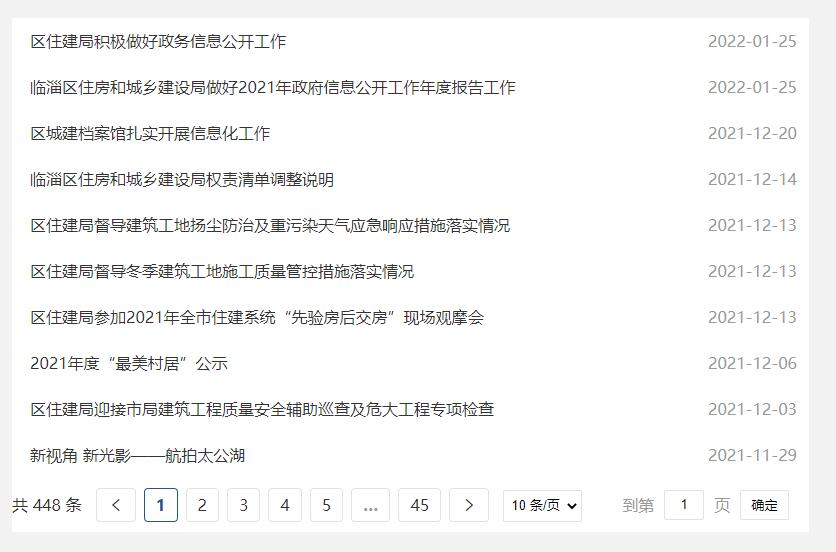 区住建局积极做好政务信息公开工作 2022-01-25
临淄区住房和城乡建设局做好2021年政府信息公开工作年度报告工作 2022-01-25
区城建档案馆扎实开展信息化工作 2021-12-20
临淄区住房和城乡建设局权责清单调整说明 2021-12-14
区住建局督导建筑工地扬尘防治及重污染天气应急响应措施落实情况 2021-12-13
区住建局督导冬季建筑工地施工质量管控措施落实情况 2021-12-13
区住建局参加2021年全市住建系统“先验房后交房”现场观摩会 2021-12-13
2021年度“最美村居”公示 2021-12-06
区住建局迎接市局建筑工程质量安全辅助巡查及危大工程专项检查 2021-12-03
新视角 新光影——航拍太公湖 2021-11-29
共 448 条 < 1 2 3 4 5 ... 45 > 10 条/页 到第 1 页 确定